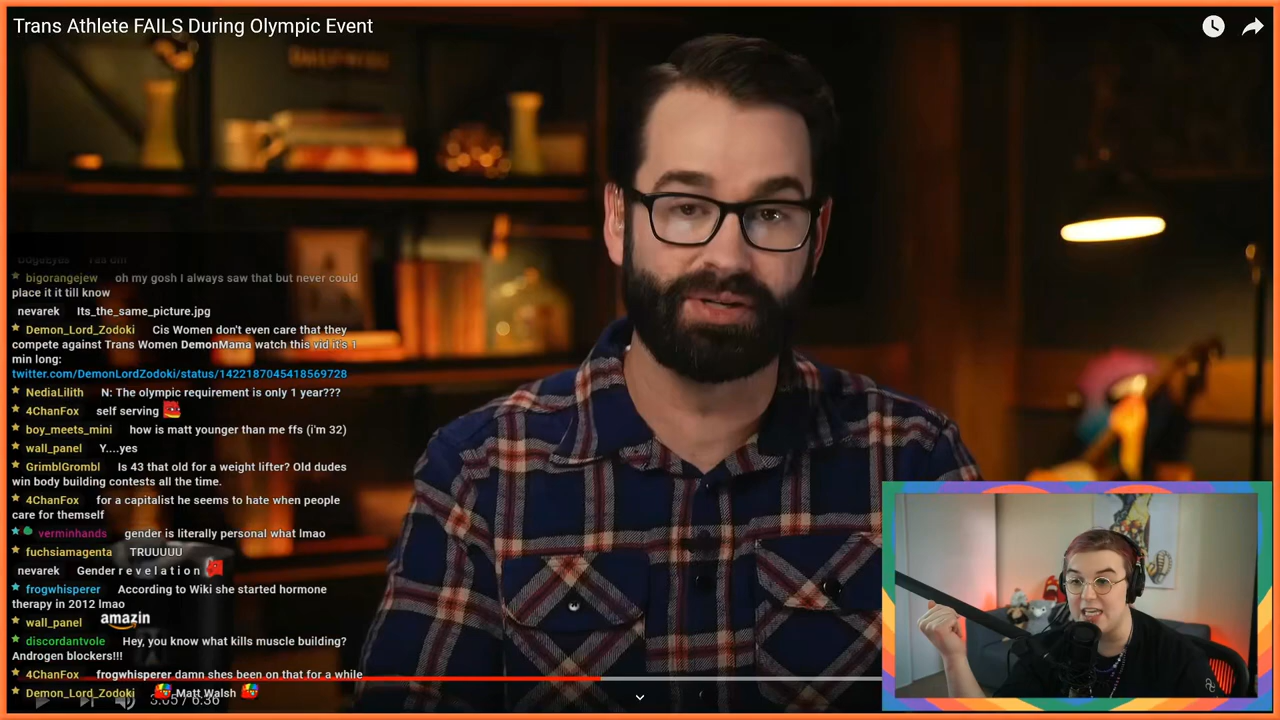 Trans Athlete FAILS During Olympic Event
bigorangejew oh my gosh I always saw that but never could
place it it till know
nevarek Its_the_same_picture.jpg
Demon_Lord_Zodoki Cis Women don't even care that they
compete against Trans Women DemonMama watch this vid it's 1
min long:
twitter.com/DemonLordZodoki/status/1422187045418569728
NediaLilith N: The olympic requirement is only 1 year???
4ChanFox self serving
boy_meets_mini how is matt younger than me ffs (i'm 32)
wall_panel Y....yes
GrimblGrombl Is 43 that old for a weight lifter? Old dudes
win body building contests all the time.
4ChanFox for a capitalist he seems to hate when people
care for themself
verminhands gender is literally personal what lmao
fuchsiamagenta TRUUUUU
nevarek Gender r e v e l a t i o n
frogwhisperer According to Wiki she started hormone
therapy in 2012 lmao
wall_panel amazin
discordantvole Hey, you know what kills muscle building?
Androgen blockers!!!
4ChanFox frogwhisperer damn shes been on that for a while
Demon_Lord_Zodoki Matt Walsh
3:05 / 6:36